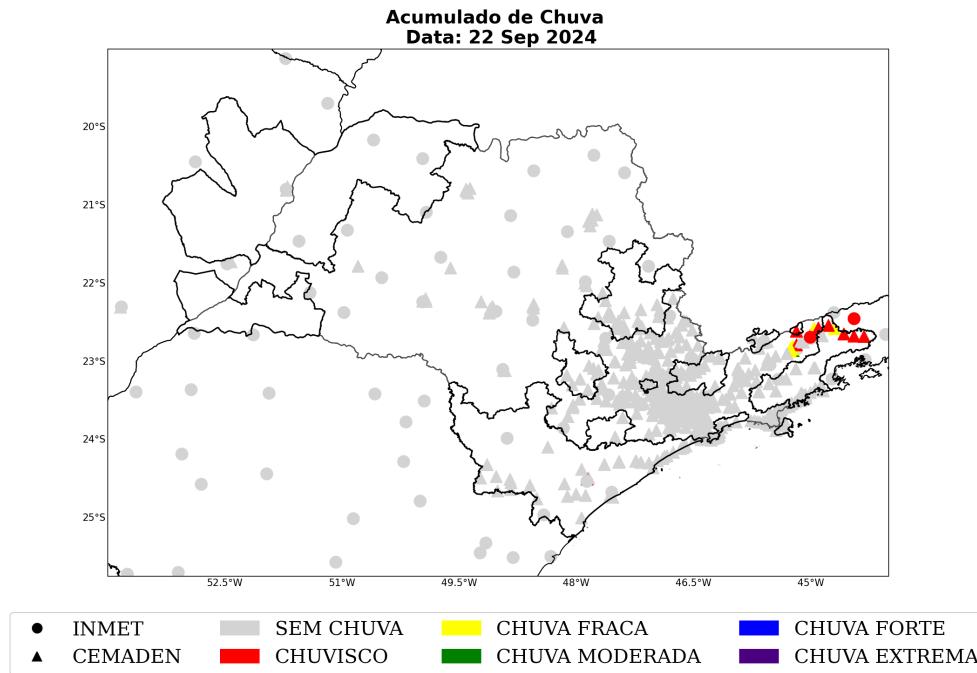 Acumulado de Chuva
Data: 22 Sep 2024
20°S
21°S
22°S
23°S
24°S
25°S
52.5°W 51°W 49.5°W 48°W 46.5°W 45°W
INMET SEM CHUVA CHUVA FRACA CHUVA FORTE
CEMADEN CHUVISCO CHUVA MODERADA CHUVA EXTREMA